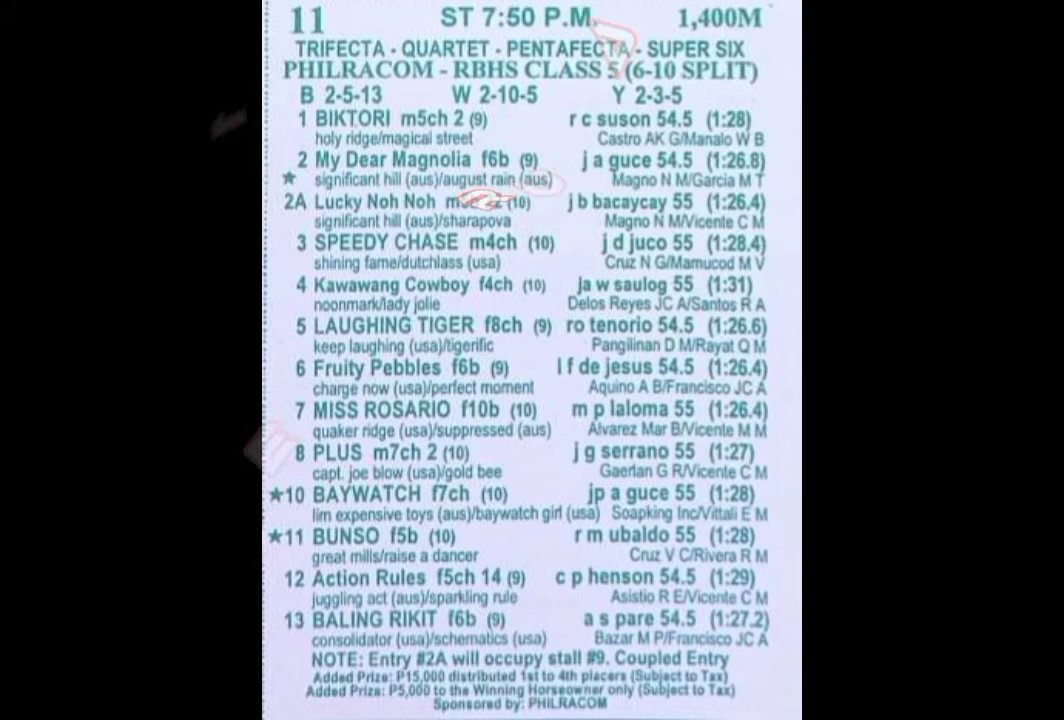 11 ST 7:50 P.M. 1,400M
TRIFECTA - QUARTET - PENTAFECTA - SUPER SIX
PHILRACOM - RBHS CLASS 5 (6-10 SPLIT)
B 2-5-13 W 2-10-5 Y 2-3-5
1 BIKTORI m5ch 2 (9) r c suson 54.5 (1:28)
holy ridge/magical street Castro AK G/Manalo W B
2 My Dear Magnolia f6b (9) j a guce 54.5 (1:26.8)
★ significant hill (aus)/august rain (aus) Magno N M/Garcia M T
2A Lucky Noh Noh (10) j b bacaycay 55 (1:26.4)
significant hill (aus)/sharapova Magno N M/Vicente C M
3 SPEEDY CHASE m4ch (10) j d juco 55 (1:28.4)
shining fame/dutchlass (usa) Cruz N G/Mamucod M V
4 Kawawang Cowboy f4ch (10) ja w saulog 55 (1:31)
noonmark/lady jolie Delos Reyes JC A/Santos R A
5 LAUGHING TIGER f8ch (9) ro tenorio 54.5 (1:26.6)
keep laughing (usa)/tigerific Pangilinan D M/Rayat Q M
6 Fruity Pebbles f6b (9) l f de jesus 54.5 (1:26.4)
charge now (usa)/perfect moment Aquino A B/Francisco JC A
7 MISS ROSARIO f10b (10) m p laloma 55 (1:26.4)
quaker ridge (usa)/suppressed (aus) Alvarez Mar B/Vicente M M
8 PLUS m7ch 2 (10) j g serrano 55 (1:27)
capt. joe blow (usa)/gold bee Gaerlan G R/Vicente C M
★10 BAYWATCH f7ch (10) jp a guce 55 (1:28)
lim expensive toys (aus)/baywatch girl (usa) Soapking Inc/Vittali E M
★11 BUNSO f5b (10) r m ubaldo 55 (1:28)
great mills/raise a dancer Cruz V C/Rivera R M
12 Action Rules f5ch 14 (9) c p henson 54.5 (1:29)
juggling act (aus)/sparkling rule Asistio R E/Vicente C M
13 BALING RIKIT f6b (9) a s pare 54.5 (1:27.2)
consolidator (usa)/schematics (usa) Bazar M P/Francisco JC A
NOTE: Entry #2A will occupy stall #9. Coupled Entry
Added Prize: P15,000 distributed 1st to 4th placers (Subject to Tax)
Added Prize: P5,000 to the Winning Horseowner only (Subject to Tax)
Sponsored by: PHILRACOM